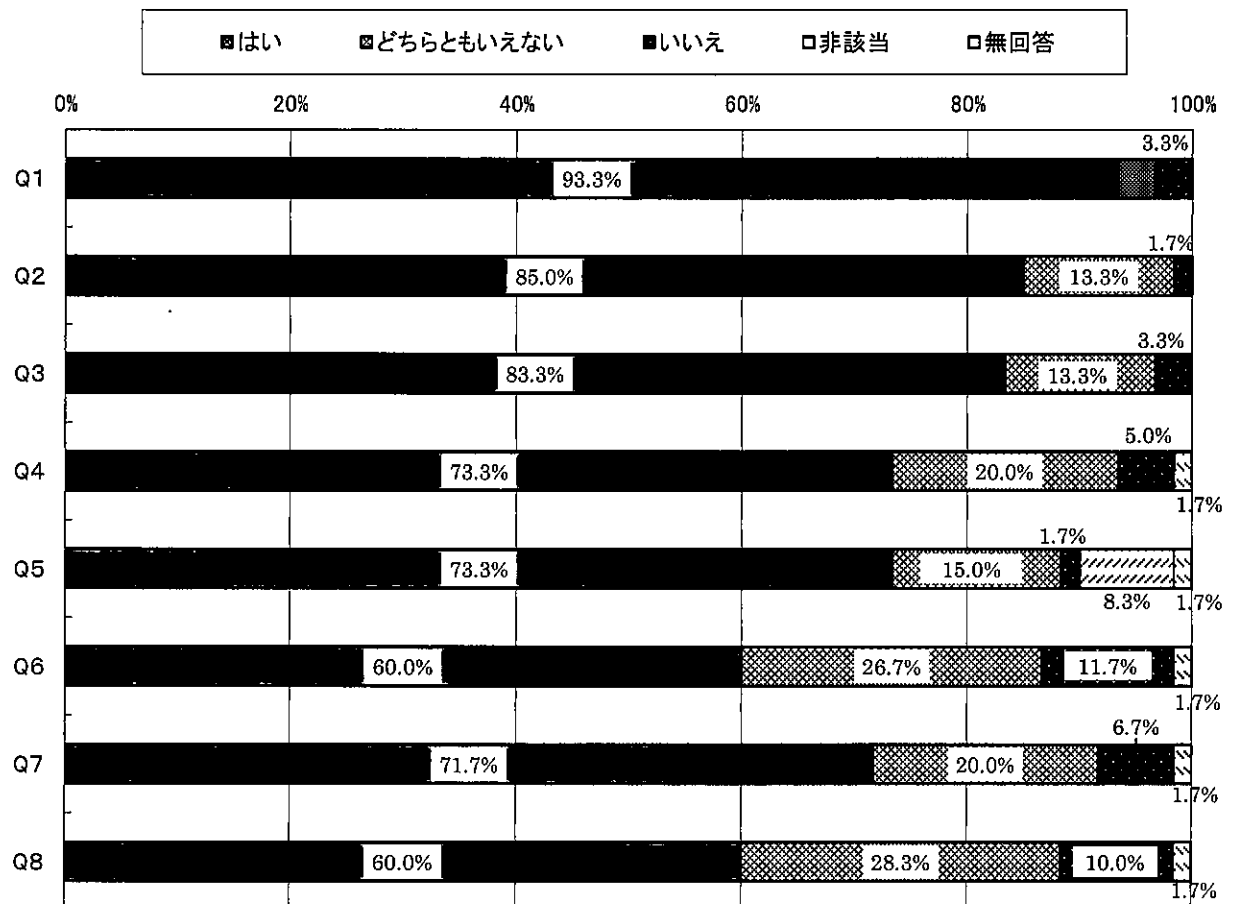 はい どちらともいえない いいえ 非該当 無回答
0% 20% 40% 60% 80% 100%
3.3%
Q1 93.3%
1.7%
Q2 85.0% 13.3%
3.3%
Q3 83.3% 13.3%
5.0%
Q4 73.3% 20.0%
1.7%
1.7%
Q5 73.3% 15.0%
8.3% 1.7%
Q6 60.0% 26.7% 11.7%
1.7%
6.7%
Q7 71.7% 20.0%
1.7%
Q8 60.0% 28.3% 10.0%
1.7%